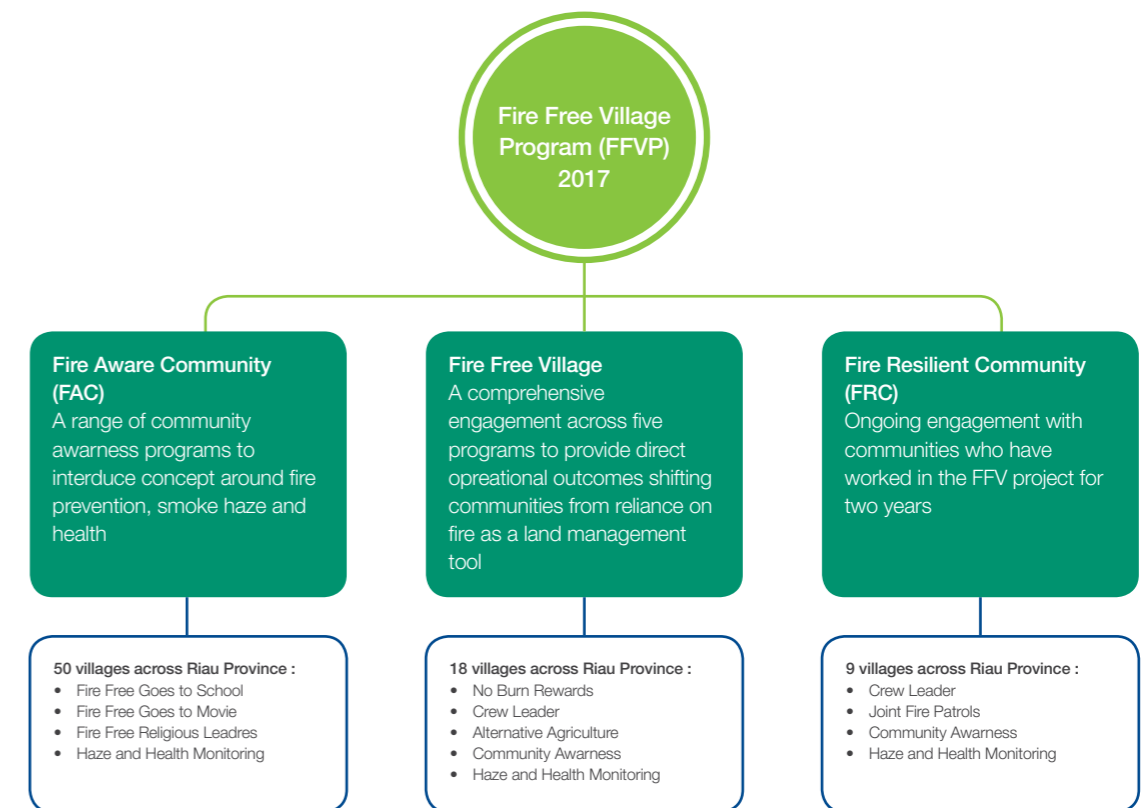 Fire Free Village
Program (FFVP)
2017
Fire Aware Community
(FAC)
A range of community
awarness programs to
interduce concept around fire
prevention, smoke haze and
health
Fire Free Village
A comprehensive
engagement across five
programs to provide direct
opreational outcomes shifting
communities from reliance on
fire as a land management
tool
Fire Resilient Community
(FRC)
Ongoing engagement with
communities who have
worked in the FFV project for
two years
50 villages across Riau Province :
• Fire Free Goes to School
• Fire Free Goes to Movie
• Fire Free Religious Leadres
• Haze and Health Monitoring
18 villages across Riau Province :
• No Burn Rewards
• Crew Leader
• Alternative Agriculture
• Community Awarness
• Haze and Health Monitoring
9 villages across Riau Province :
• Crew Leader
• Joint Fire Patrols
• Community Awarness
• Haze and Health Monitoring